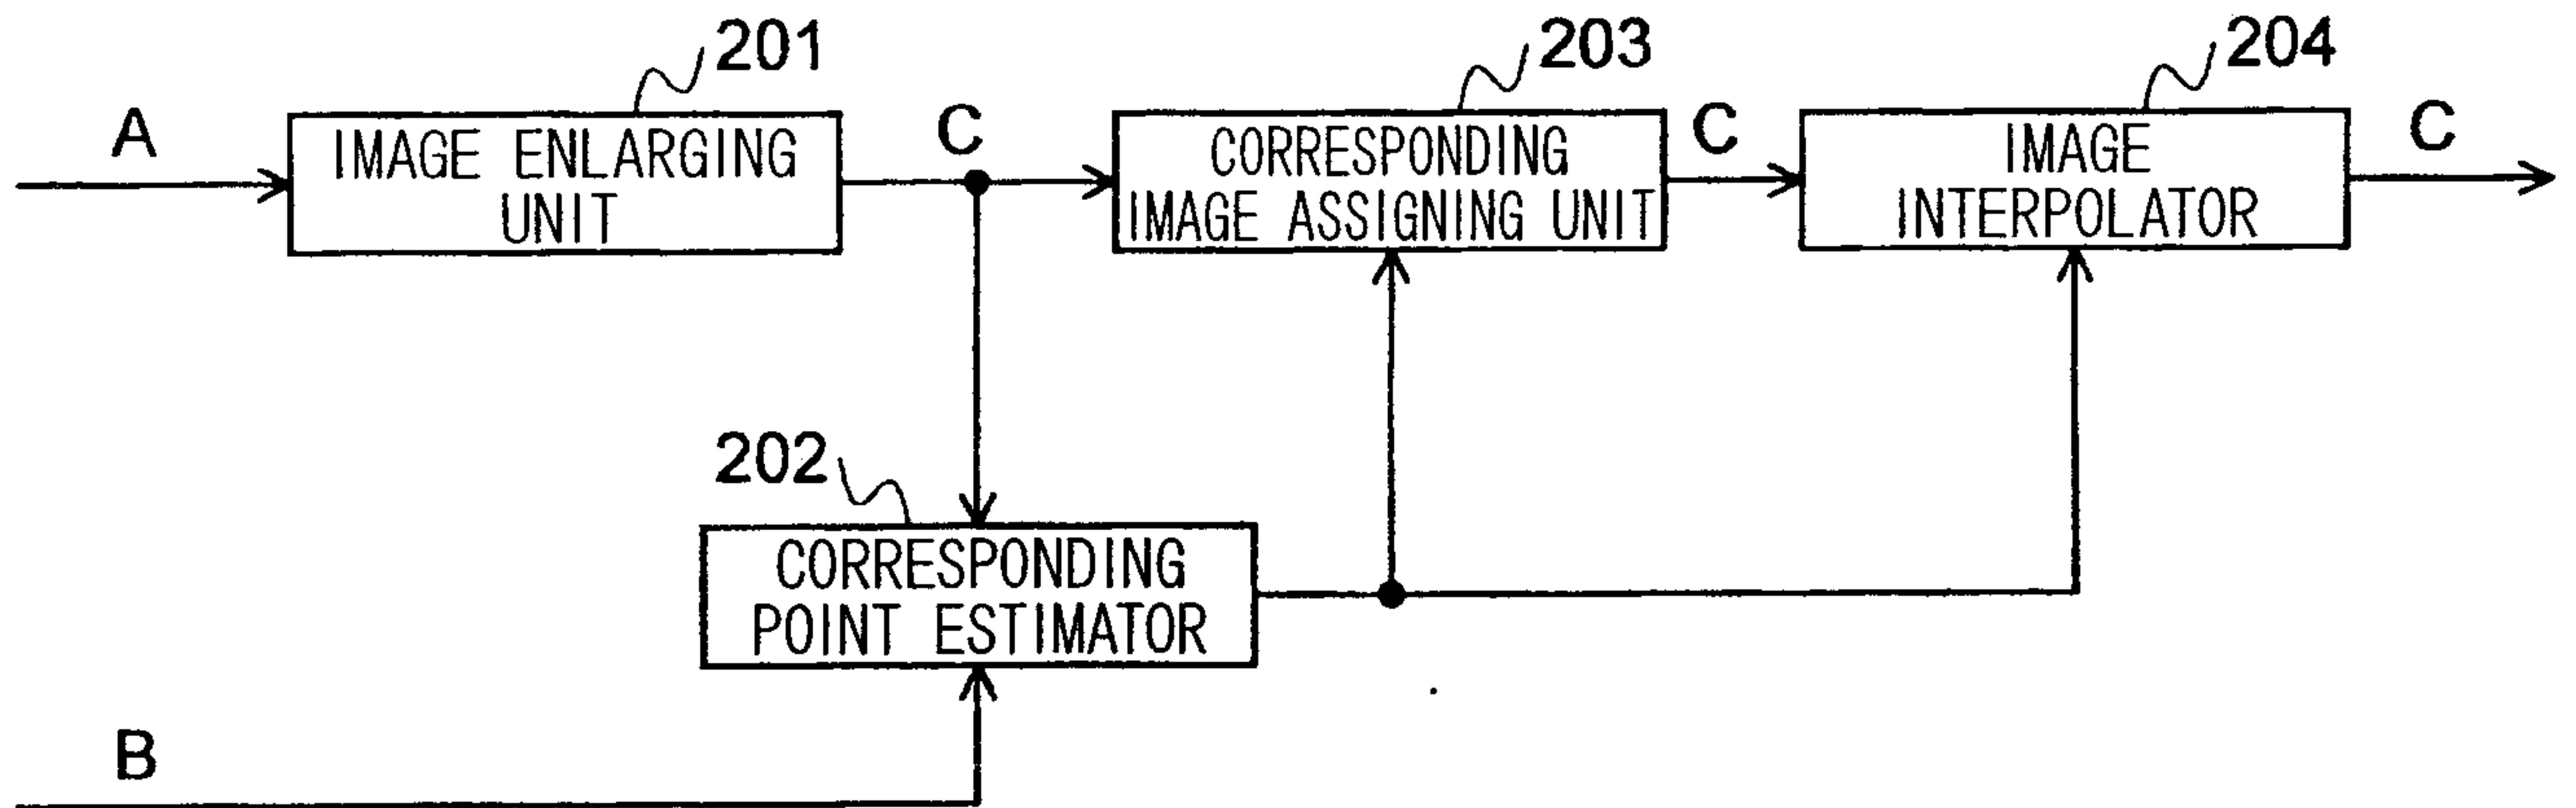 201
203
204
A
IMAGE ENLARGING
UNIT
C
CORRESPONDING
IMAGE ASSIGNING UNIT
C
IMAGE
INTERPOLATOR
C
202
CORRESPONDING
POINT ESTIMATOR
B